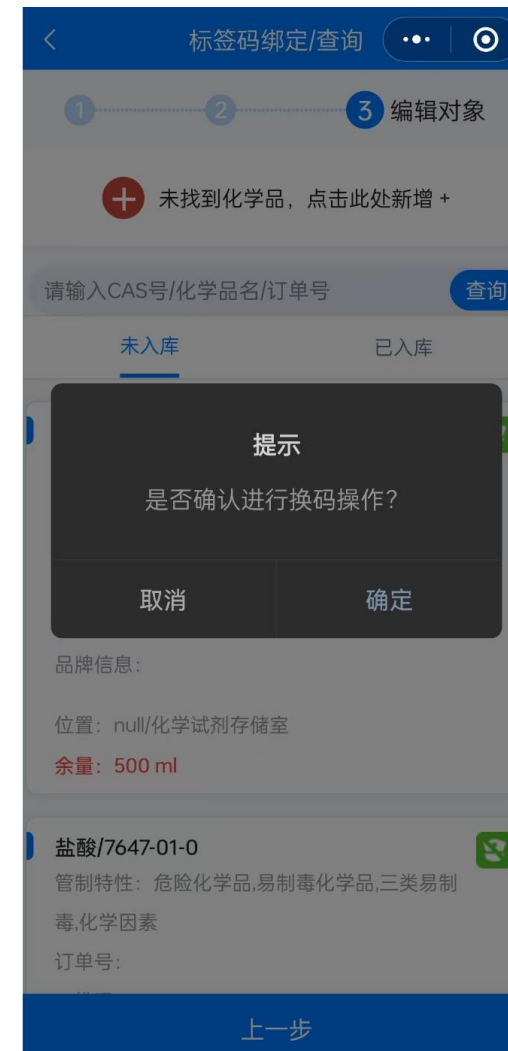 标签码绑定/查询
1
2
3 编辑对象
未找到化学品，点击此处新增 +
请输入CAS号/化学品名/订单号
查询
未入库
已入库
提示
是否确认进行换码操作？
取消
确定
品牌信息：
位置：null/化学试剂存储室
余量：500 ml
盐酸/7647-01-0
管制特性：危险化学品,易制毒化学品,三类易制
毒,化学因素
订单号：
上一步